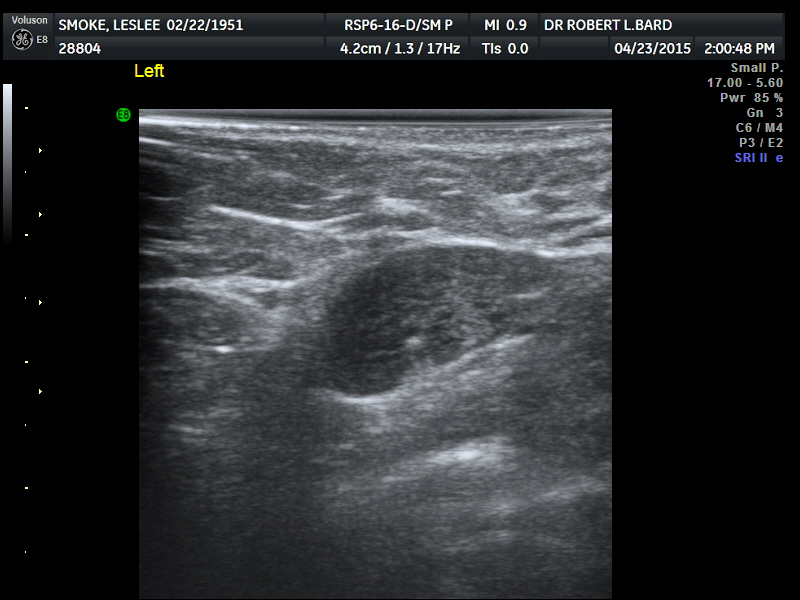 Voluson E8
SMOKE, LESLEE 02/22/1951
RSP6-16-D/SM P
MI 0.9
DR ROBERT L.BARD
28804
4.2cm / 1.3 / 17Hz
TIs 0.0
04/23/2015
2:00:48 PM
Left
Small P.
17.00 - 5.60
Pwr 85 %
Gn 3
C6 / M4
P3 / E2
SRI II e
E8